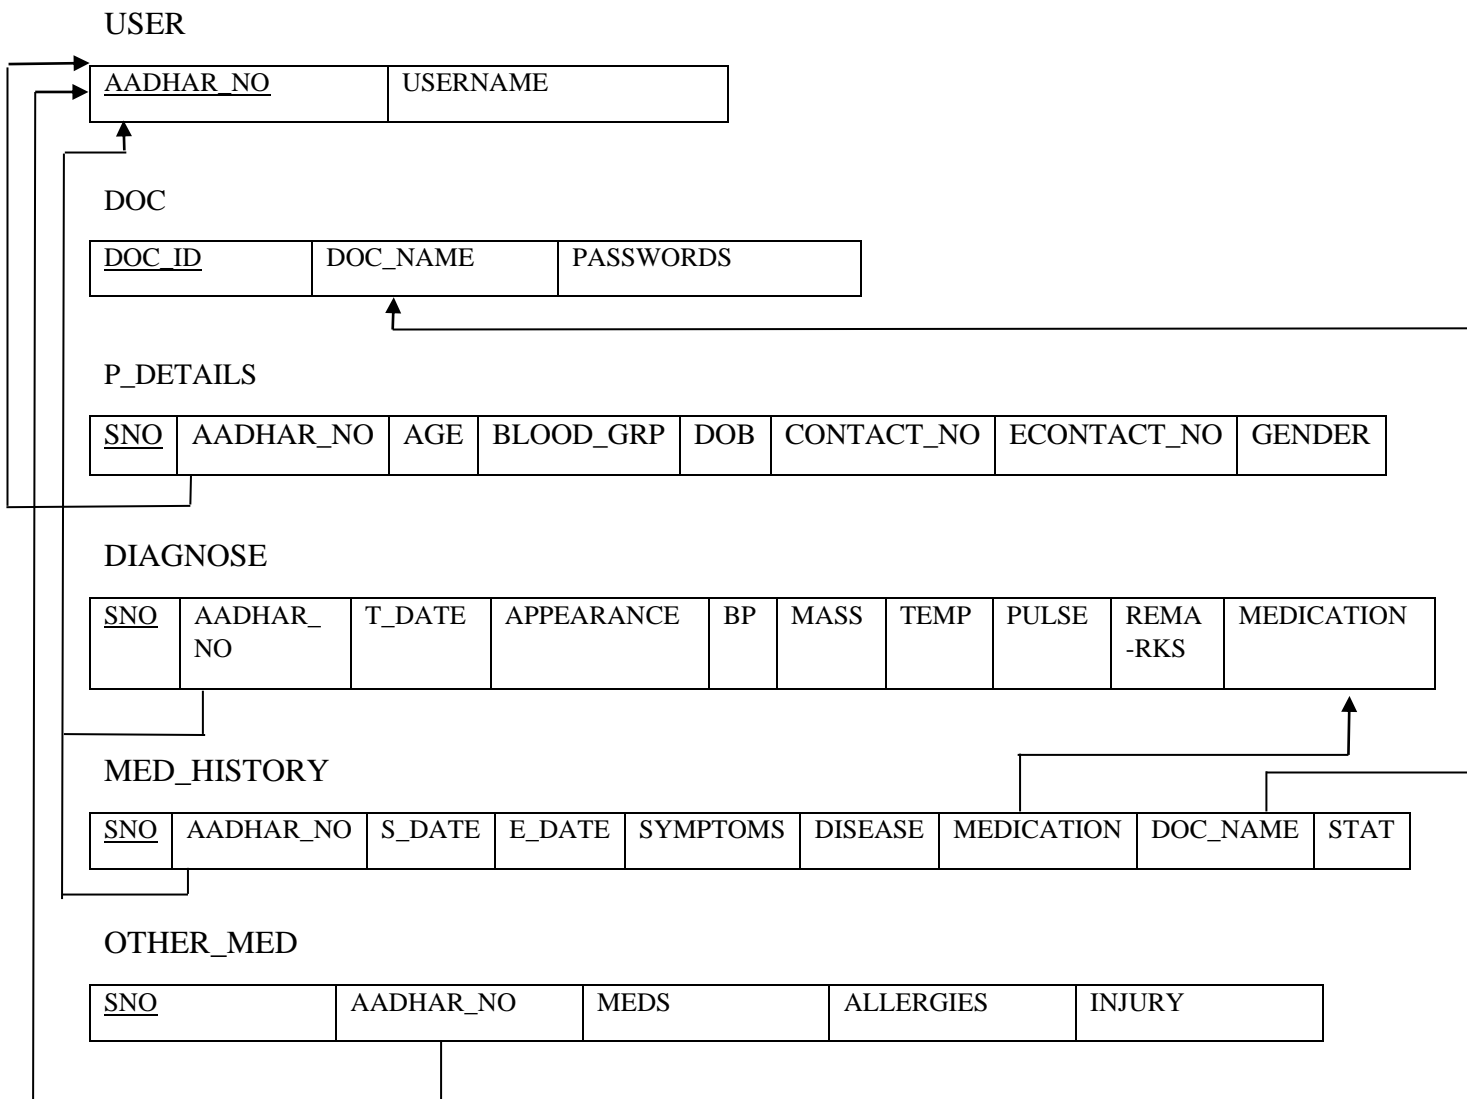 USER
AADHAR_NO USERNAME
DOC
DOC_ID DOC_NAME PASSWORDS
P_DETAILS
SNO AADHAR_NO AGE BLOOD_GRP DOB CONTACT_NO ECONTACT_NO GENDER
DIAGNOSE
SNO AADHAR_ T_DATE APPEARANCE BP MASS TEMP PULSE REMA MEDICATION
NO -RKS
MED_HISTORY
SNO AADHAR_NO S_DATE E_DATE SYMPTOMS DISEASE MEDICATION DOC_NAME STAT
OTHER_MED
SNO AADHAR_NO MEDS ALLERGIES INJURY